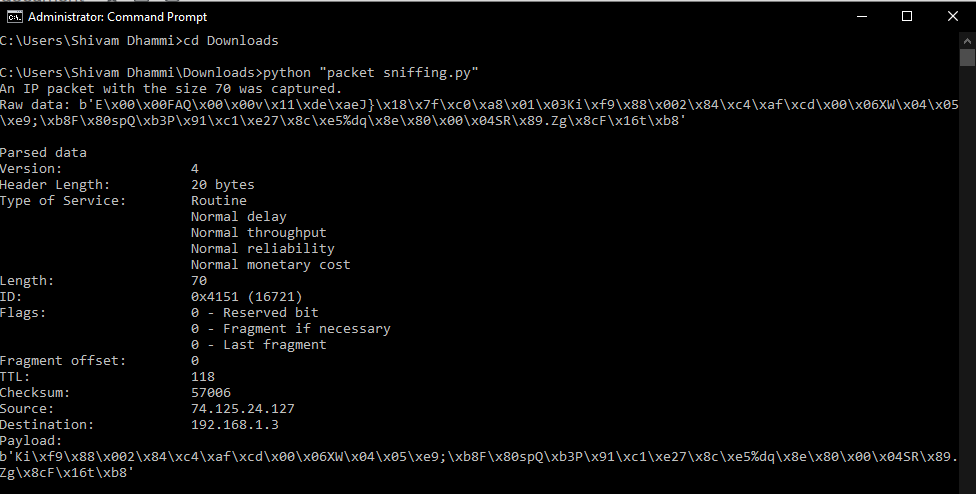 Administrator: Command Prompt
C:\Users\Shivam Dhammi>cd Downloads
C:\Users\Shivam Dhammi\Downloads>python "packet sniffing.py"
An IP packet with the size 70 was captured.
Raw data: b'E\x00\x00FAQ\x00\x00v\x11\xde\xaeJ}\x18\x7f\xc0\xa8\x01\x03Ki\xf9\x88\x002\x84\xc4\xaf\xcd\x00\x06XW\x04\x05
\xe9;\xb8F\x80spQ\xb3P\x91\xc1\xe27\x8c\xe5%dq\x8e\x80\x00\x04SR\x89.Zg\x8cF\x16t\xb8'
Parsed data
Version: 4
Header Length: 20 bytes
Type of Service: Routine
Normal delay
Normal throughput
Normal reliability
Normal monetary cost
Length: 70
ID: 0x4151 (16721)
Flags: 0 - Reserved bit
0 - Fragment if necessary
0 - Last fragment
Fragment offset: 0
TTL: 118
Checksum: 57006
Source: 74.125.24.127
Destination: 192.168.1.3
Payload:
b'Ki\xf9\x88\x002\x84\xc4\xaf\xcd\x00\x06XW\x04\x05\xe9;\xb8F\x80spQ\xb3P\x91\xc1\xe27\x8c\xe5%dq\x8e\x80\x00\x04SR\x89.
Zg\x8cF\x16t\xb8'